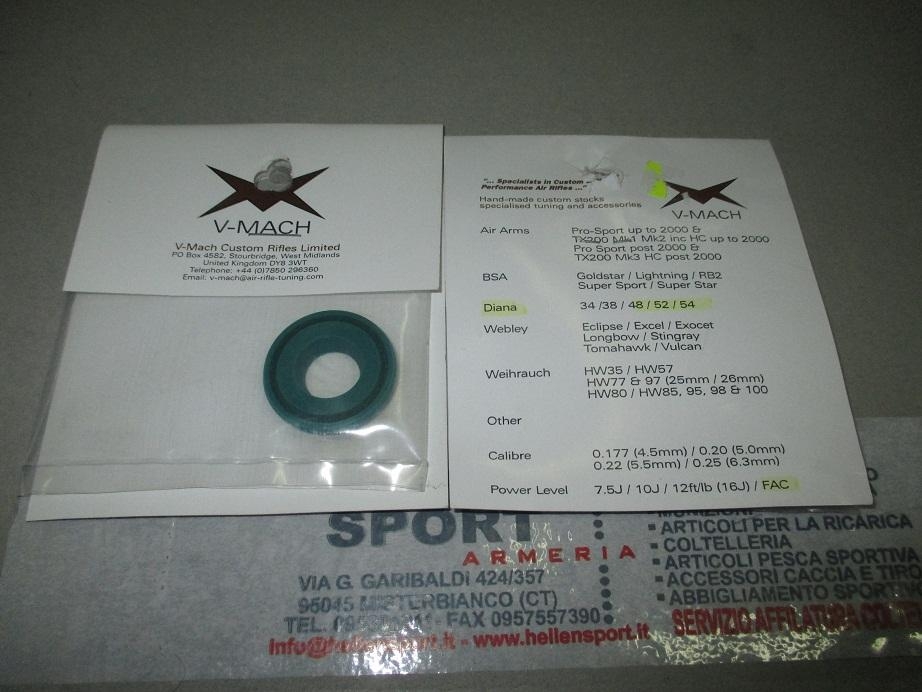 V-MACH
V-Mach Custom Rifles Limited
PO Box 4582, Stourbridge, West Midlands
United Kingdom DY8 3WT
Telephone: +44 (0)7850 296360
Email: v-mach@air-rifle-tuning.com
"... Specialists in Custom
Performance Air Rifles ..."
Hand-made custom stocks
specialised tuning and accessories
V-MACH
Air Arms Pro-Sport up to 2000 &
TX200 Mk1 Mk2 inc HC up to 2000
Pro Sport post 2000 &
TX200 Mk3 HC post 2000
BSA Goldstar / Lightning / RB2
Super Sport / Super Star
Diana 34 /38 / 48 / 52 / 54
Webley Eclipse / Excel / Exocet
Longbow / Stingray
Tomahawk / Vulcan
Weihrauch HW35 / HW57
HW77 & 97 (25mm / 26mm)
HW80 / HW85, 95, 98 & 100
Other
Calibre 0.177 (4.5mm) / 0.20 (5.0mm)
0.22 (5.5mm) / 0.25 (6.3mm)
Power Level 7.5J / 10J / 12ft/lb (16J) / FAC
SPORT
ARMERIA
VIA G. GARIBALDI 424/357
95045 MISTERBIANCO (CT)
TEL. FAX 0957557390
info@hellensport.it - www.hellensport.it
MUNIZIONI
ARTICOLI PER LA RICARICA
COLTELLERIA
ARTICOLI PESCA SPORTIVA
ACCESSORI CACCIA E TIRO
ABBIGLIAMENTO SPORTIV
SERVIZIO AFFILATURA COLTE